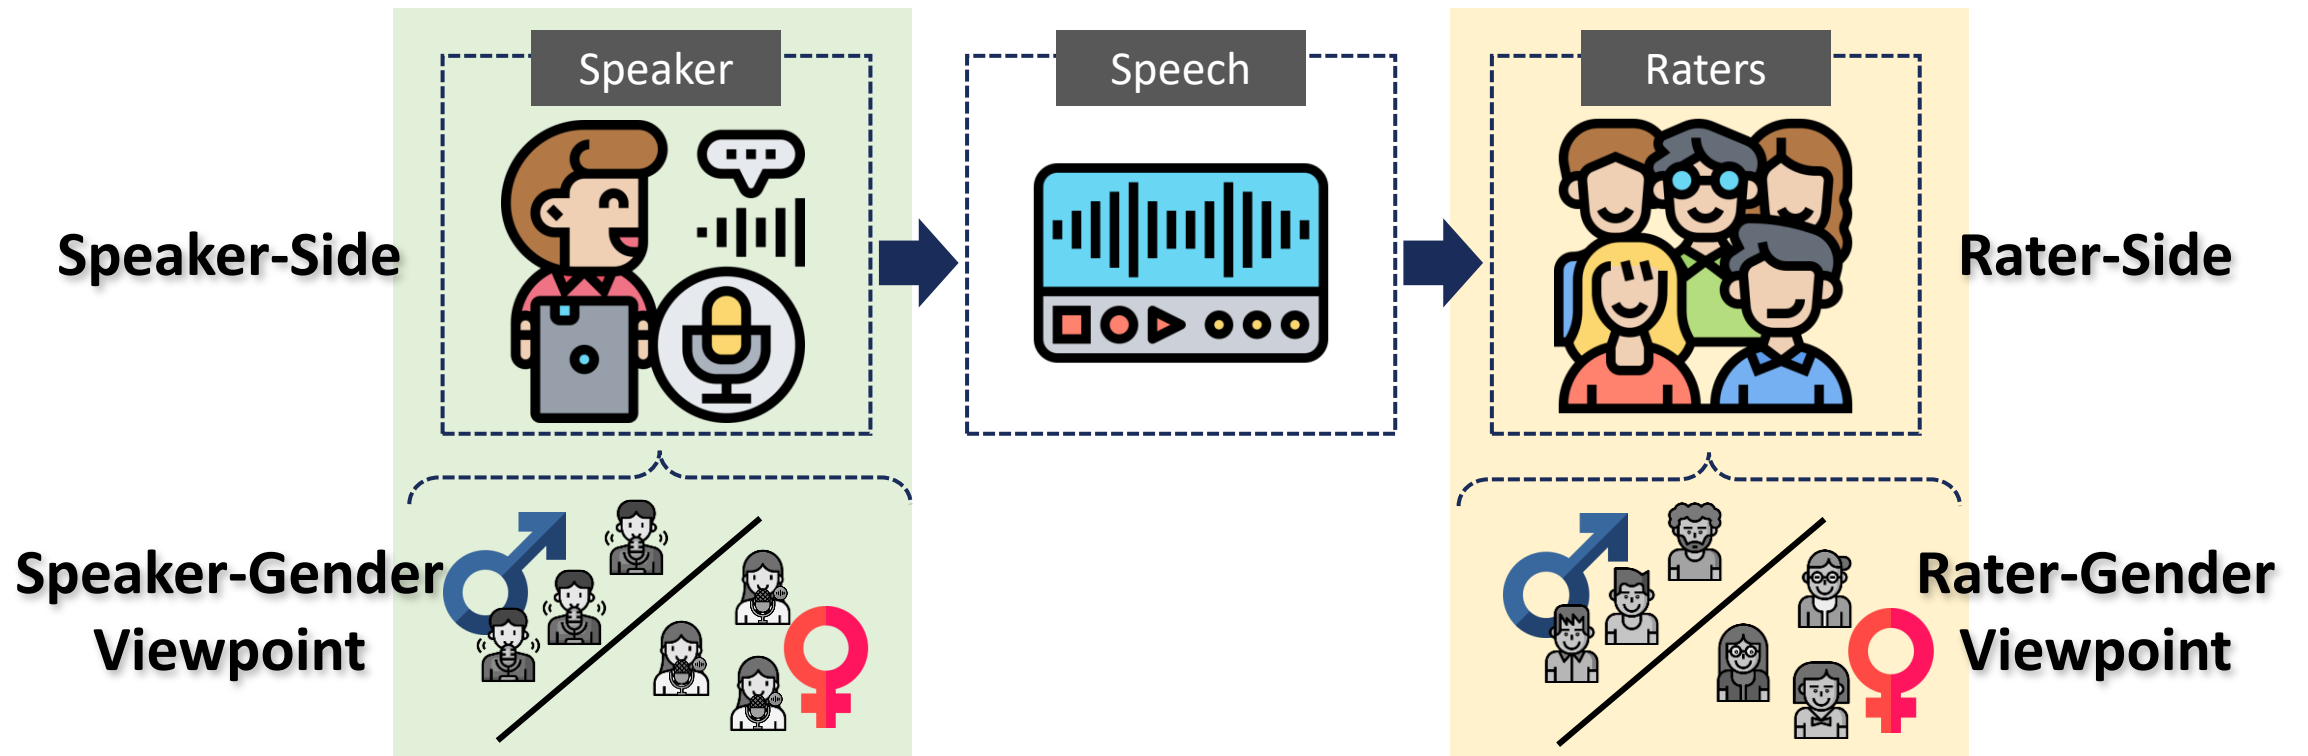 Speaker
Speech
Raters
Speaker-Side
Rater-Side
Speaker-Gender
Viewpoint
Rater-Gender
Viewpoint